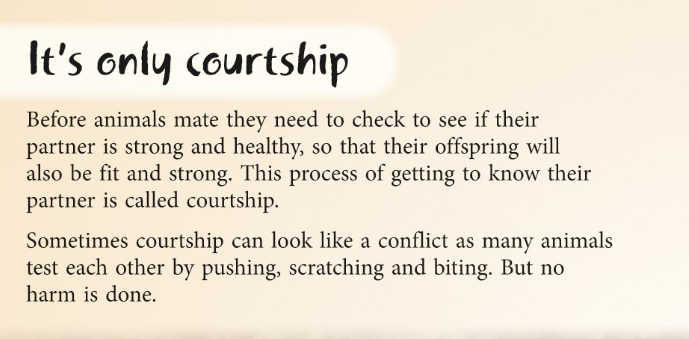 It's only courtship
Before animals mate they need to check to see if their
partner is strong and healthy, so that their offspring will
also be fit and strong. This process of getting to know their
partner is called courtship.
Sometimes courtship can look like a conflict as many animals
test each other by pushing, scratching and biting. But no
harm is done.